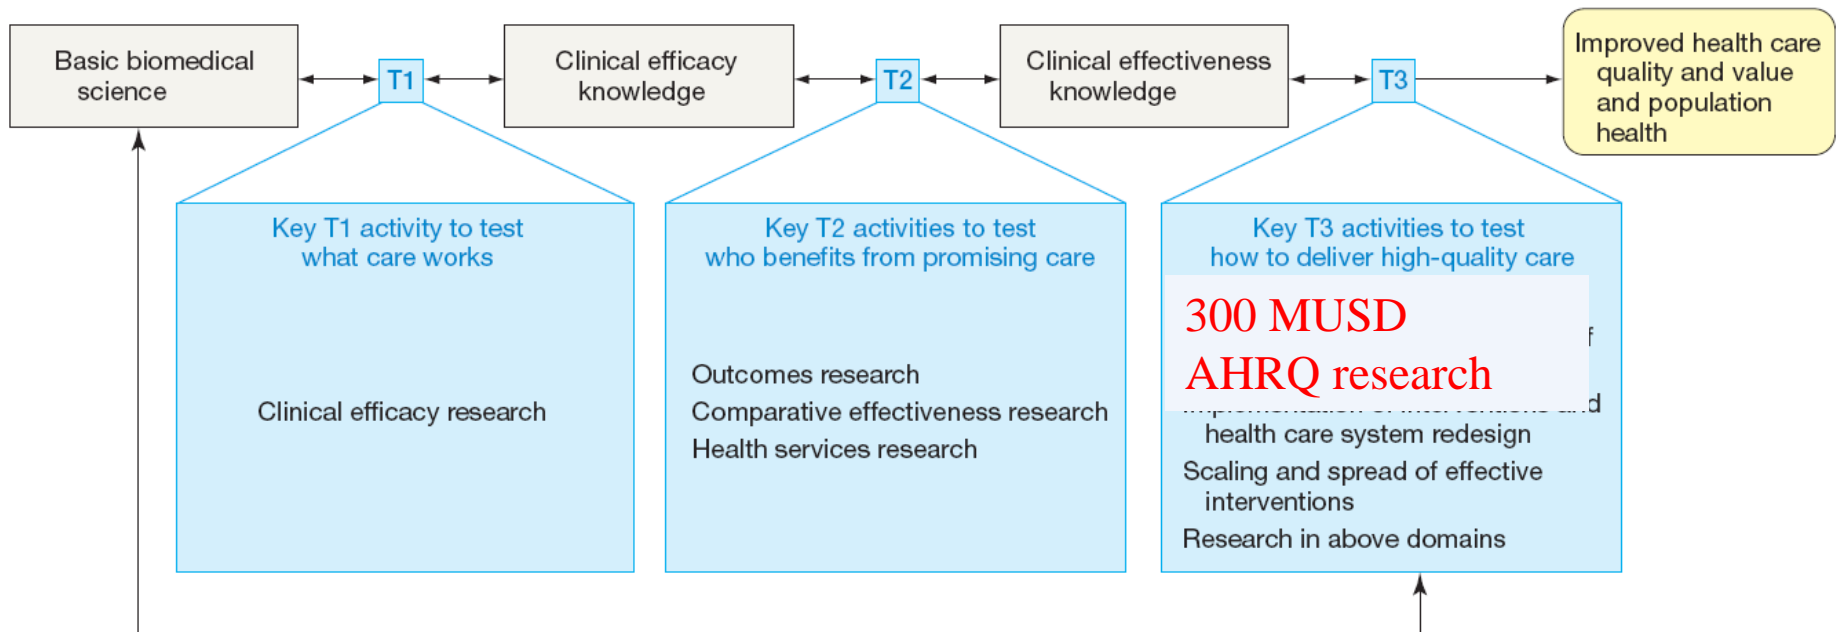 Basic biomedical
science
T1
Clinical efficacy
knowledge
T2
Clinical effectiveness
knowledge
T3
Improved health care
quality and value
and population
health
Key T1 activity to test
what care works
Clinical efficacy research
Key T2 activities to test
who benefits from promising care
Outcomes research
Comparative effectiveness research
Health services research
Key T3 activities to test
how to deliver high-quality care
300 MUSD
AHRQ research
health care system redesign
Scaling and spread of effective
interventions
Research in above domains